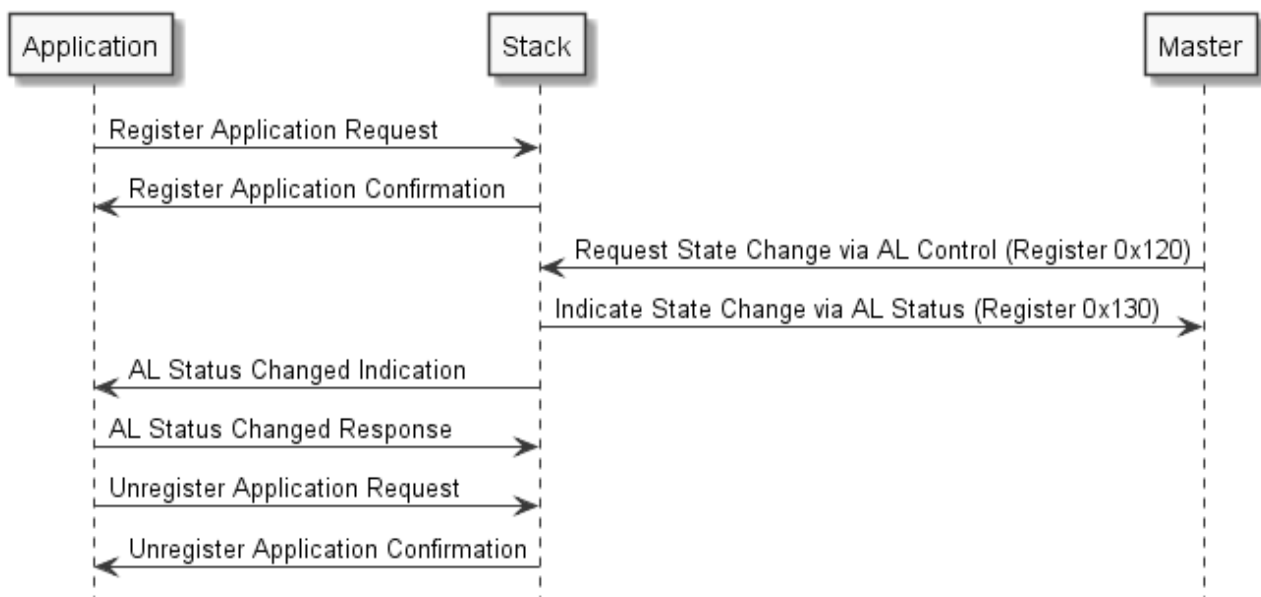 Application
Stack
Master
Register Application Request
Register Application Confirmation
Request State Change via AL Control (Register 0x120)
Indicate State Change via AL Status (Register 0x130)
AL Status Changed Indication
AL Status Changed Response
Unregister Application Request
Unregister Application Confirmation